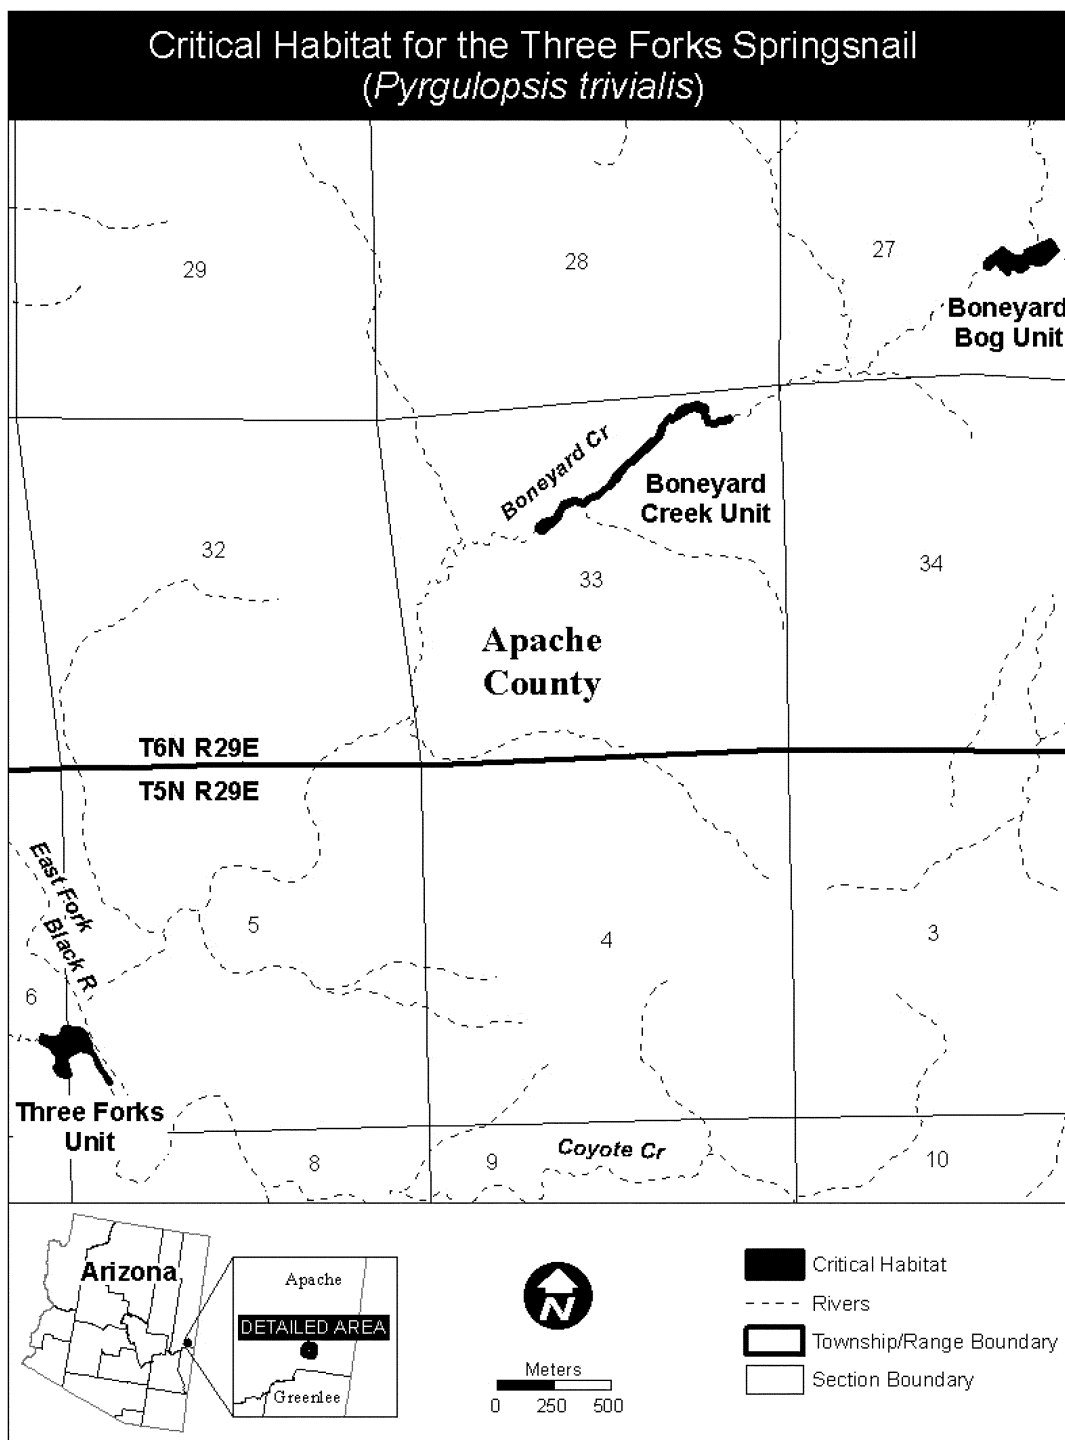 Critical Habitat for the Three Forks Springsnail
(Pyrgulopsis trivialis)
29
28
27
Boneyard
Bog Unit
Boneyard Cr
Boneyard
Creek Unit
32
33
34
Apache
County
T6N R29E
T5N R29E
East Fork
Black R
5
4
3
6
Three Forks
Unit
8
9
Coyote Cr
10
Arizona
Apache
DETAILED AREA
Greenlee
N
Meters
0 250 500
Critical Habitat
Rivers
Township/Range Boundary
Section Boundary